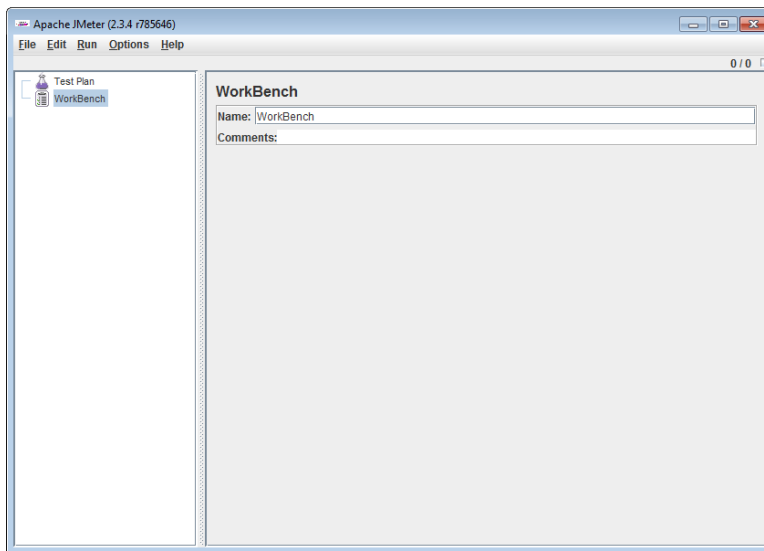 Apache JMeter (2.3.4 r785646)
File Edit Run Options Help
0 / 0
Test Plan
WorkBench
WorkBench
Name: WorkBench
Comments: